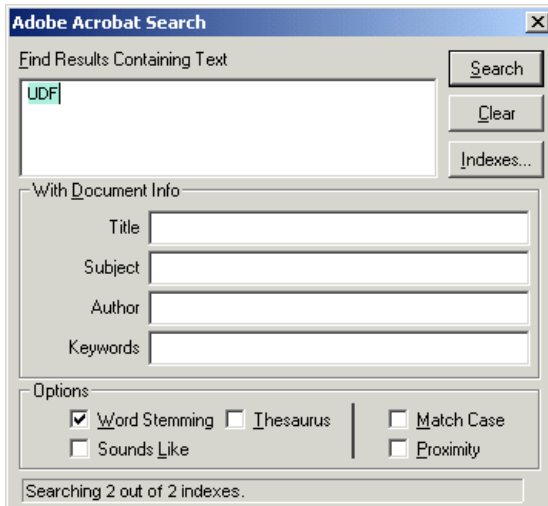 Adobe Acrobat Search
Find Results Containing Text
Search
UDF
Clear
Indexes...
With Document Info
Title
Subject
Author
Keywords
Options
Word Stemming Thesaurus Match Case
Sounds Like Proximity
Searching 2 out of 2 indexes.